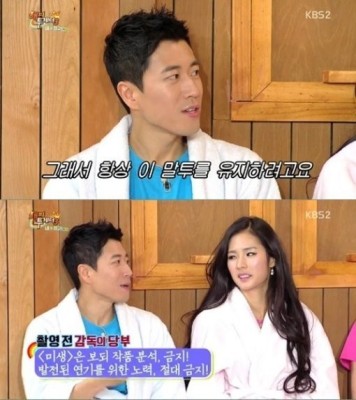 KBS2
그래서 항상 이 말투를 유지하려고요
KBS2
촬영 전 감독의 당부
<미생>은 보되 작품 분석, 금지!
발전된 연기를 위한 노력, 절대 금지!